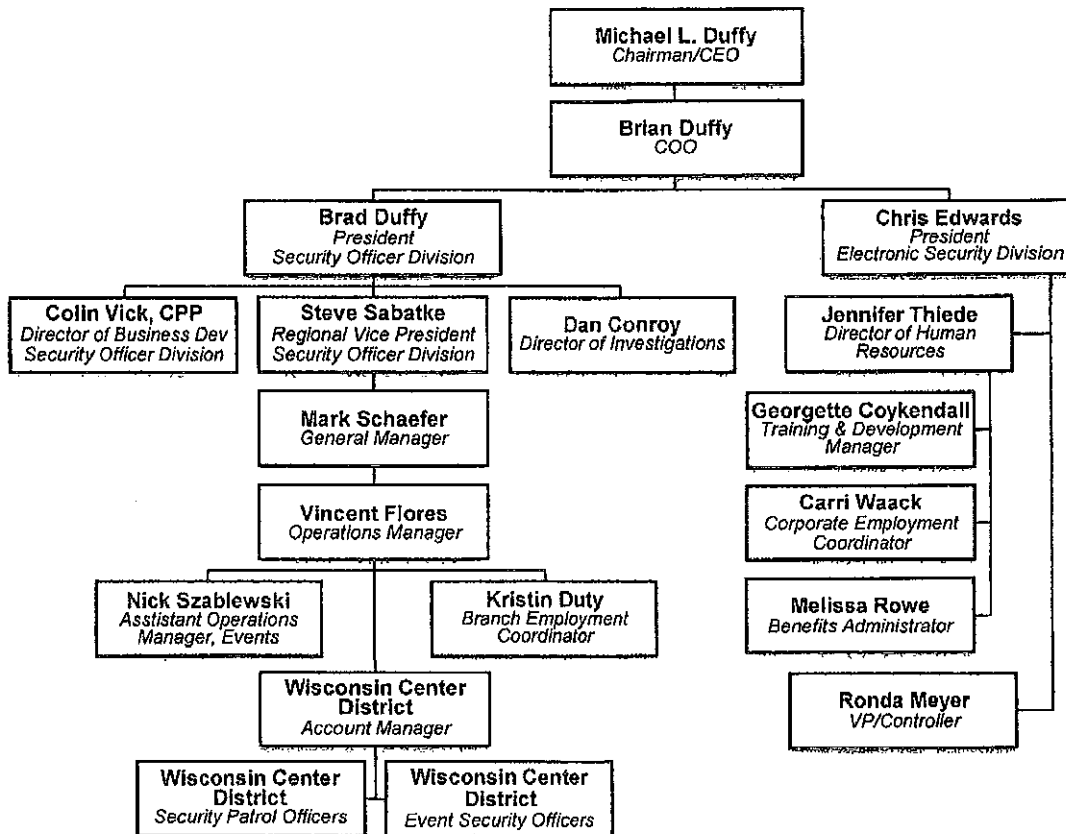 Michael L. Duffy
Chairman/CEO
Brian Duffy
COO
Brad Duffy
President
Security Officer Division
Chris Edwards
President
Electronic Security Division
Colin Vick, CPP
Director of Business Dev
Security Officer Division
Steve Sabatke
Regional Vice President
Security Officer Division
Dan Conroy
Director of Investigations
Jennifer Thiede
Director of Human
Resources
Mark Schaefer
General Manager
Georgette Coykendall
Training & Development
Manager
Vincent Flores
Operations Manager
Carri Waack
Corporate Employment
Coordinator
Nick Szablewski
Asstistant Operations
Manager, Events
Kristin Duty
Branch Employment
Coordinator
Melissa Rowe
Benefits Administrator
Wisconsin Center
District
Account Manager
Ronda Meyer
VP/Controller
Wisconsin Center
District
Security Patrol Officers
Wisconsin Center
District
Event Security Officers